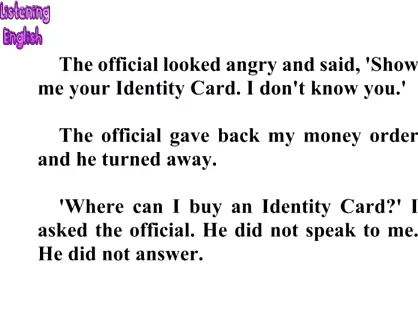 Listening
English
The official looked angry and said, 'Show
me your Identity Card. I don't know you.'
The official gave back my money order
and he turned away.
'Where can I buy an Identity Card?' I
asked the official. He did not speak to me.
He did not answer.